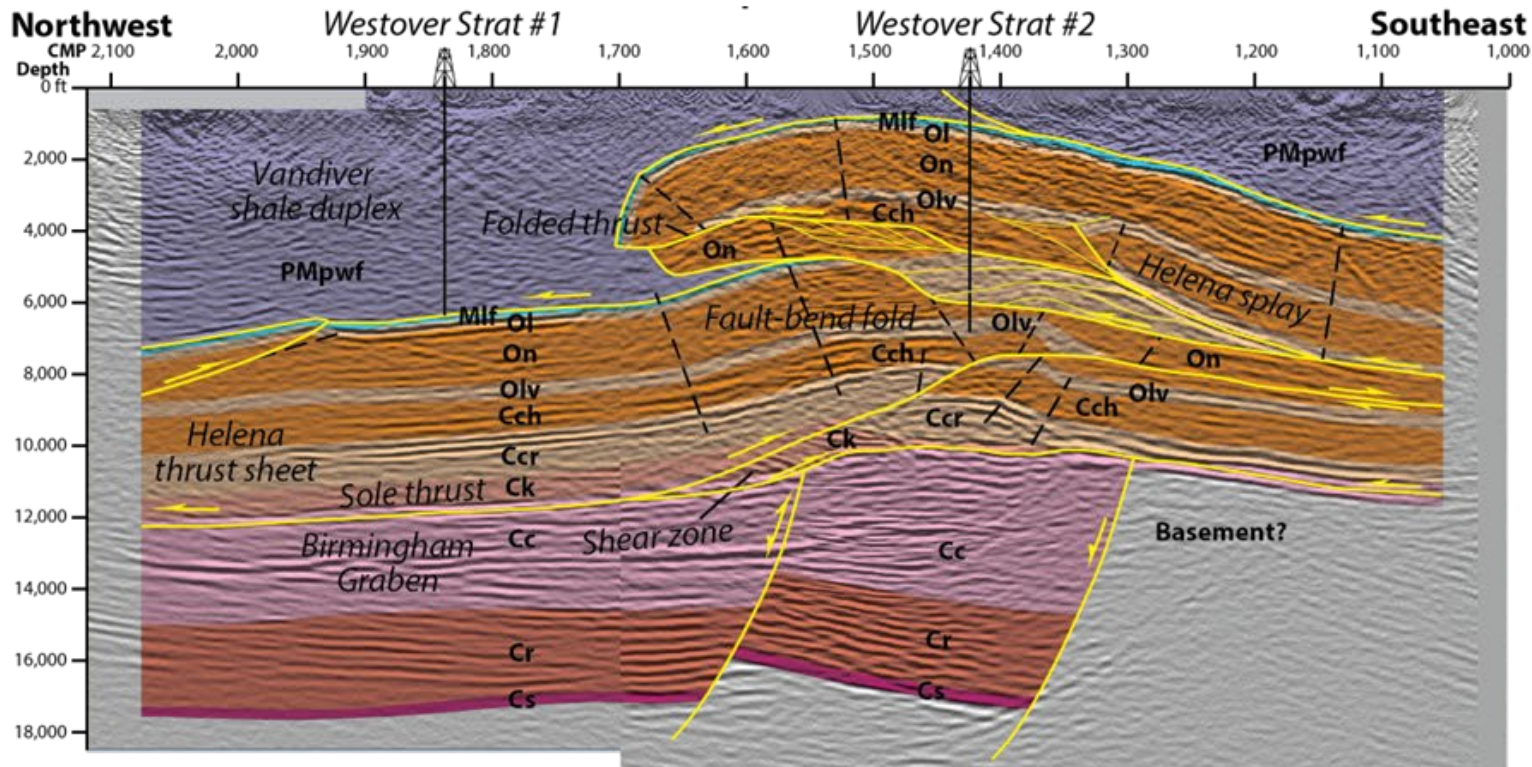 Northwest Westover Strat #1 Westover Strat #2 Southeast
CMP 2,100 2,000 1,900 1,800 1,700 1,600 1,500 1,400 1,300 1,200 1,100 1,000
Depth
0 ft
2,000
4,000
6,000
8,000
10.000
12,000
14,000
16,000
18,000
Vandiver
shale duplex
PMpwf
Mlf Ol
On
Olv
Cch
Ccr
Ck
Cc
Cr
Cs
Helena
thrust sheet
Sole thrust
Birmingham
Graben
Shear zone
Folded thrust
On
Mlf
Ol
On
Olv
Cch
PMpwf
Helena splay
Fault-bend fold
Olv
Cch
On
Olv
Cch
Ccr
Ck
Cc
Cr
Cs
Basement?